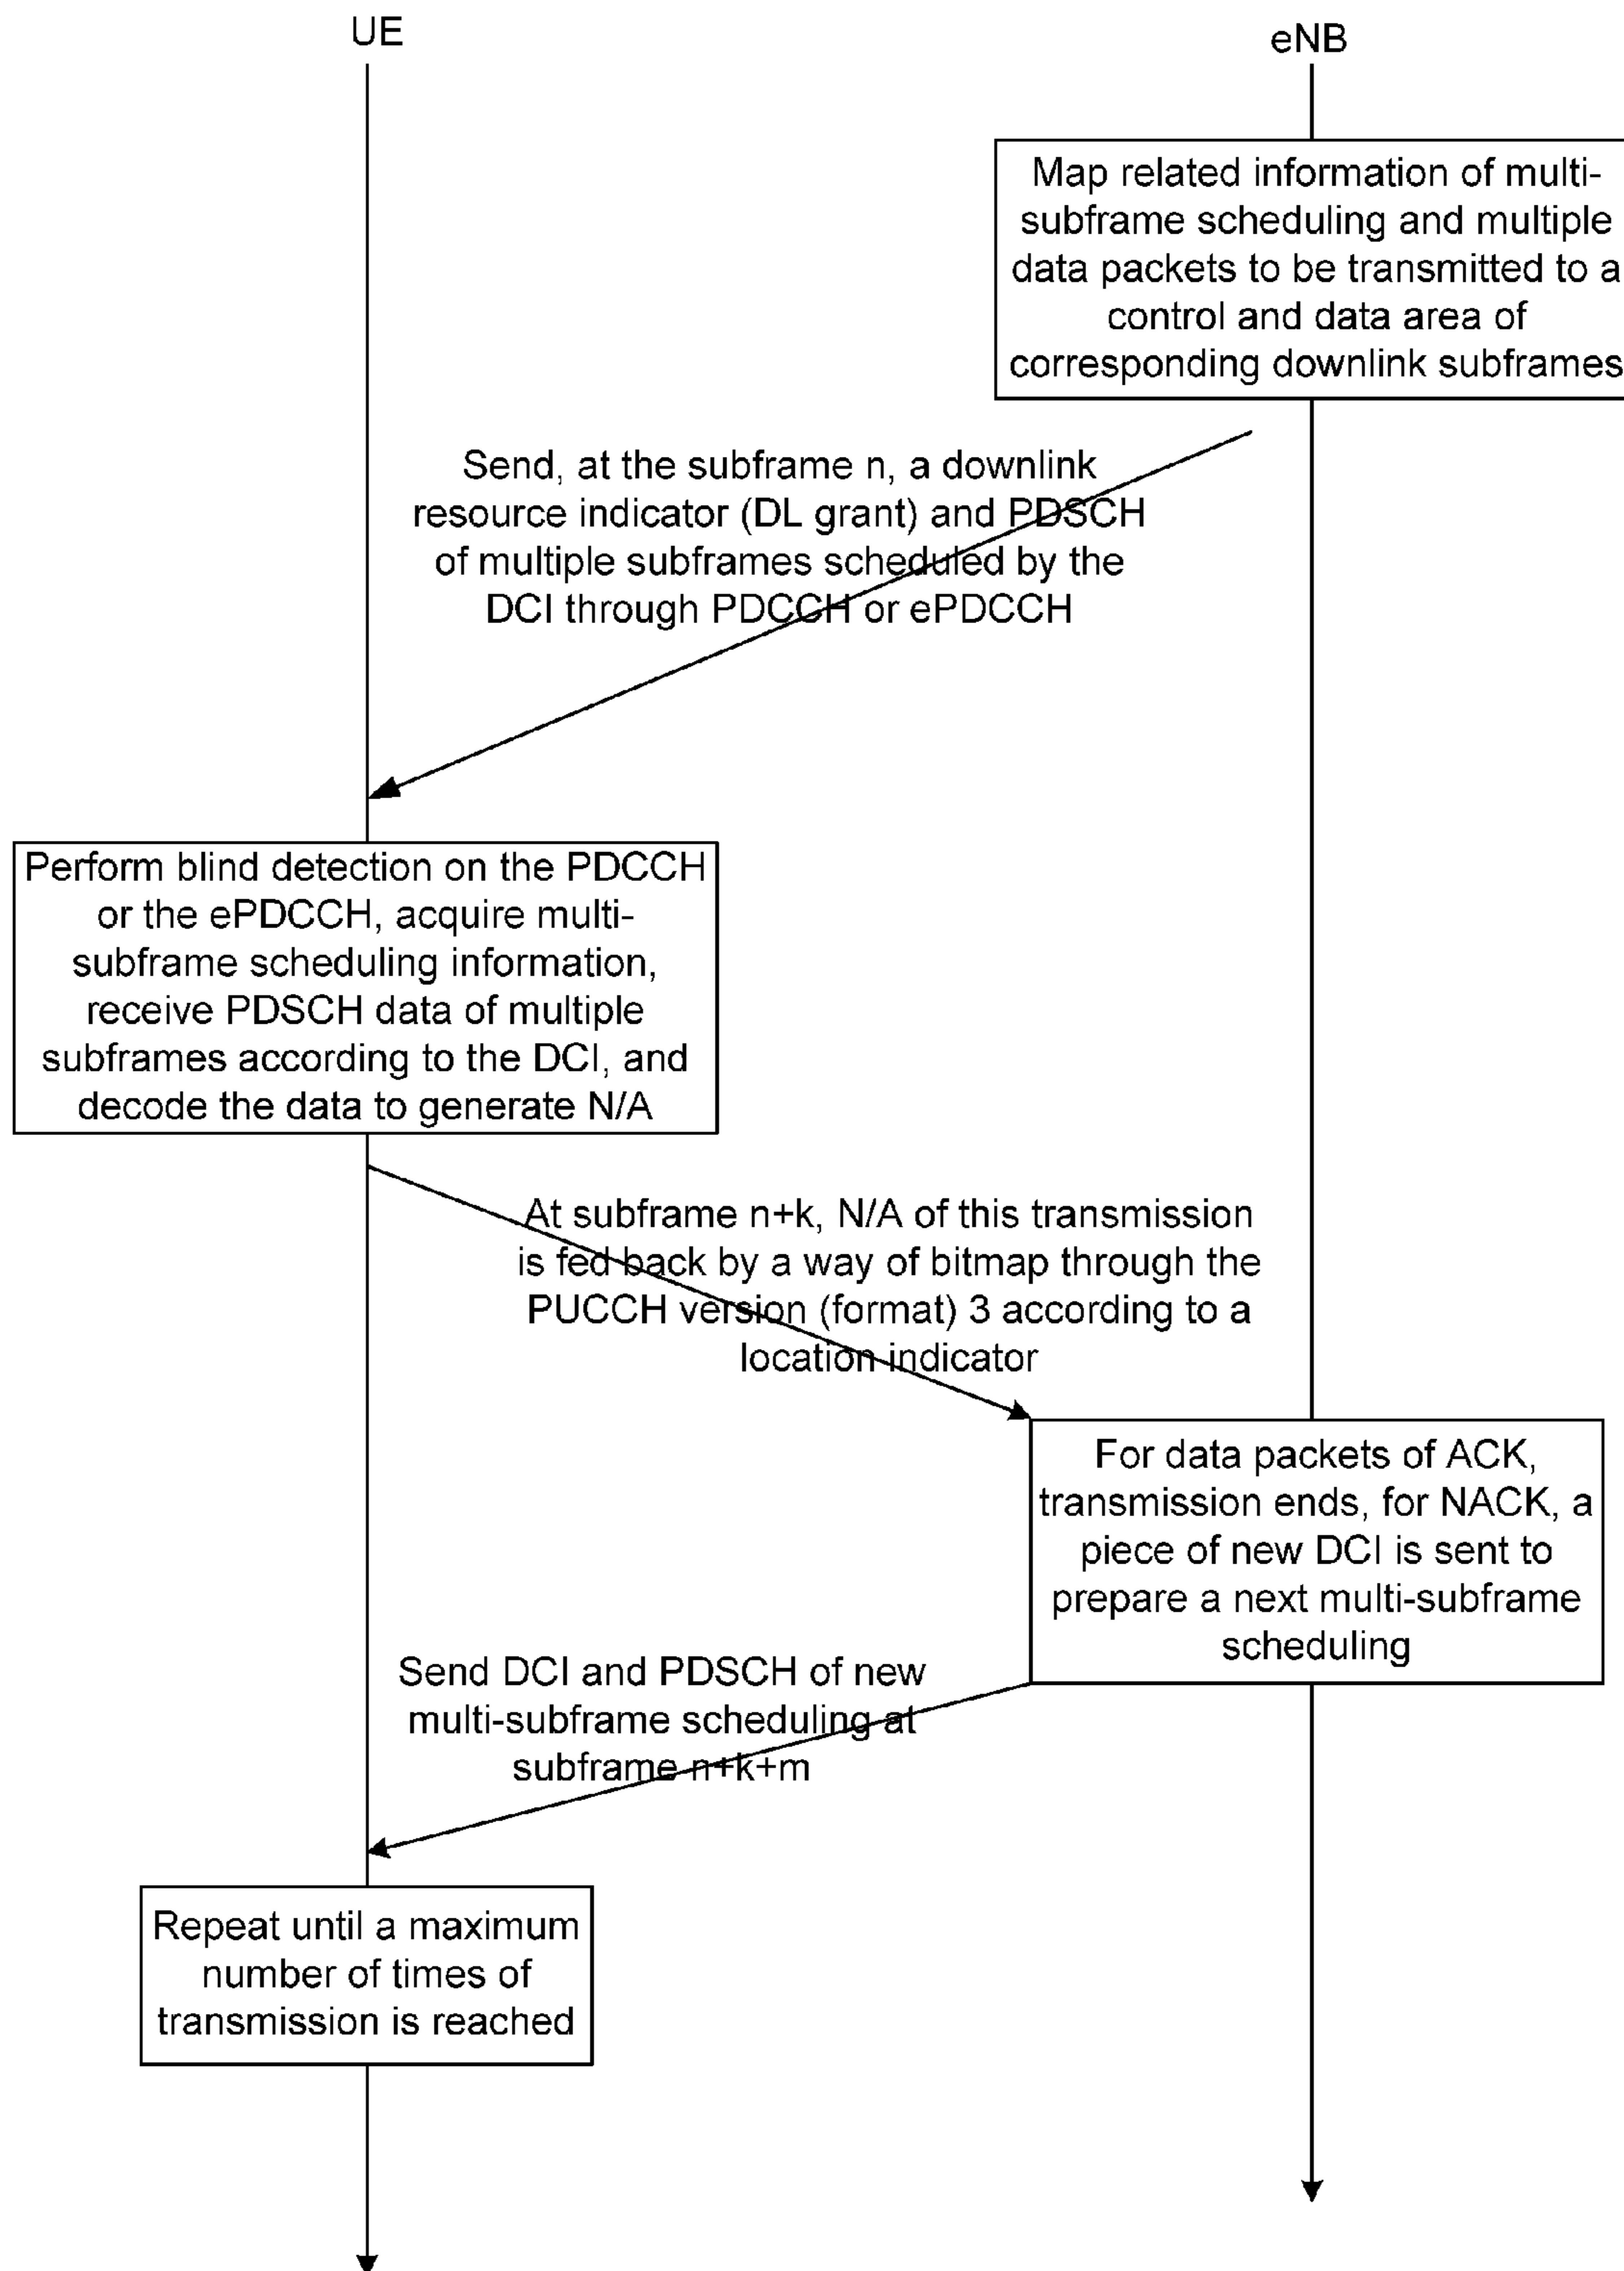 UE
eNB
Map related information of multi-
subframe scheduling and multiple
data packets to be transmitted to a
control and data area of
corresponding downlink subframes
Send, at the subframe n, a downlink
resource indicator (DL grant) and PDSCH
of multiple subframes scheduled by the
DCI through PDCCH or ePDCCH
Perform blind detection on the PDCCH
or the ePDCCH, acquire multi-
subframe scheduling information,
receive PDSCH data of multiple
subframes according to the DCI, and
decode the data to generate N/A
At subframe n+k, N/A of this transmission
is fed back by a way of bitmap through the
PUCCH version (format) 3 according to a
location indicator
For data packets of ACK,
transmission ends, for NACK, a
piece of new DCI is sent to
prepare a next multi-subframe
scheduling
Send DCI and PDSCH of new
multi-subframe scheduling at
subframe n+k+m
Repeat until a maximum
number of times of
transmission is reached